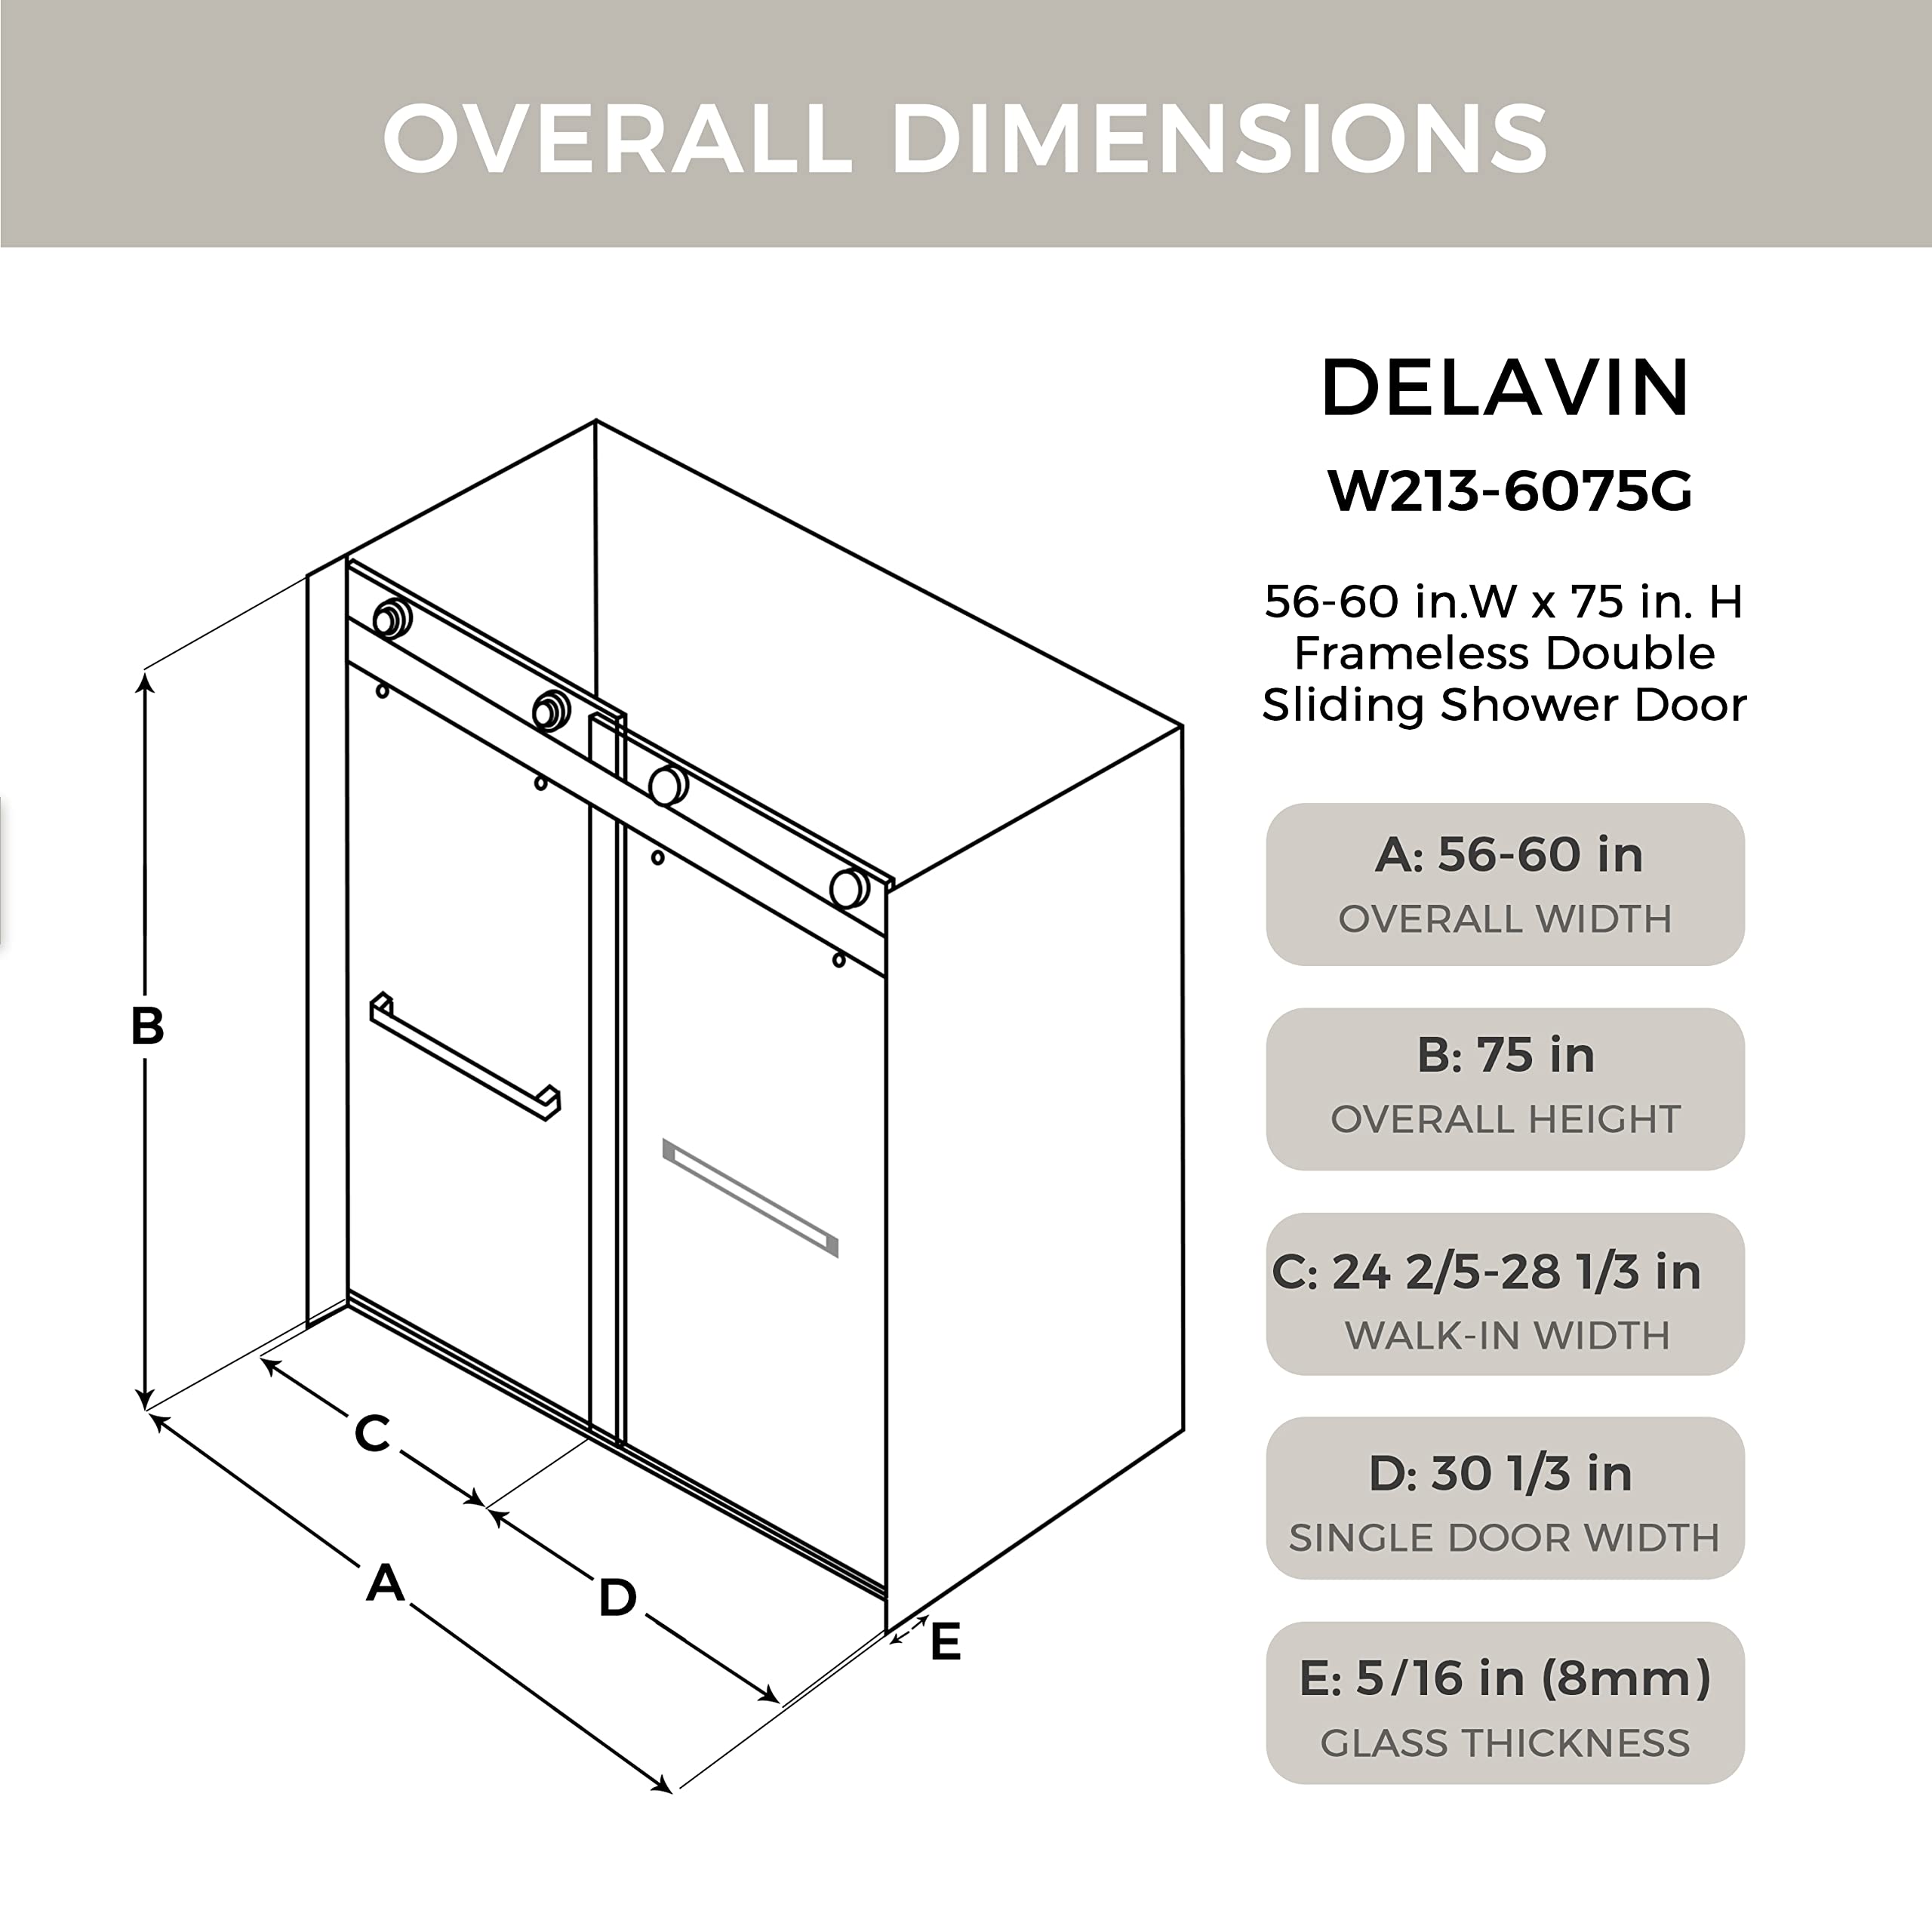 OVERALL DIMENSIONS
DELAVIN
W213-6075G
56-60 in.W x 75 in. H
Frameless Double
Sliding Shower Door
A: 56-60 in
OVERALL WIDTH
B: 75 in
OVERALL HEIGHT
C: 24 2/5-28 1/3 in
WALK-IN WIDTH
D: 30 1/3 in
SINGLE DOOR WIDTH
E: 5/16 in (8mm)
GLASS THICKNESS
B
C
A
D
E